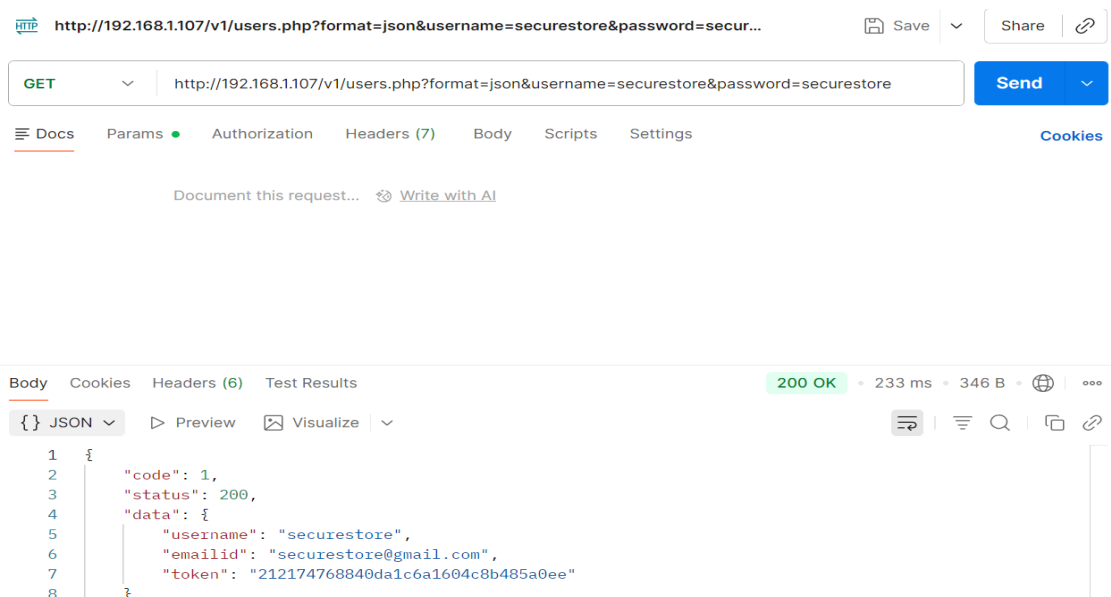 HTTP http://192.168.1.107/v1/users.php?format=json&username=securestore&password=secur... Save Share
GET http://192.168.1.107/v1/users.php?format=json&username=securestore&password=securestore Send
Docs Params Authorization Headers (7) Body Scripts Settings Cookies
Document this request... Write with AI
Body Cookies Headers (6) Test Results 200 OK 233 ms 346 B
{} JSON Preview Visualize
1 {
2 "code": 1,
3 "status": 200,
4 "data": {
5 "username": "securestore",
6 "emailid": "securestore@gmail.com",
7 "token": "212174768840da1c6a1604c8b485a0ee"
8 }